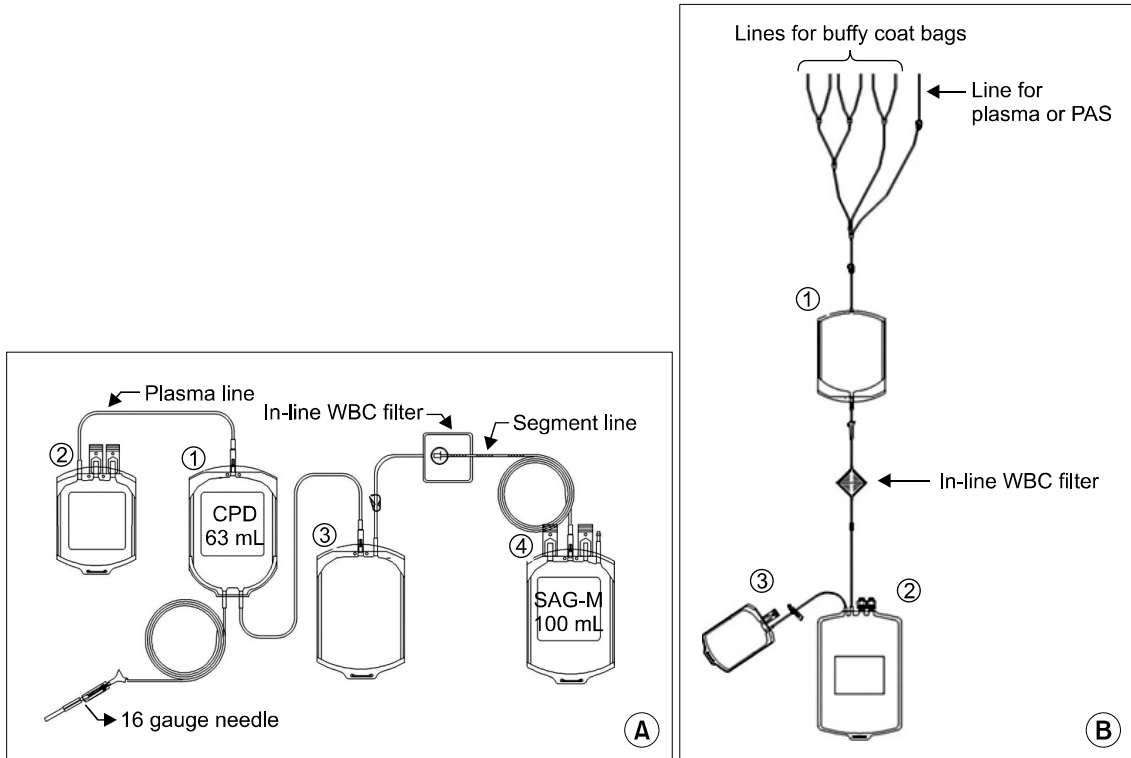 Plasma line
In-line WBC filter
Segment line
②
①
CPD
63 mL
③
④
SAG-M
100 mL
16 gauge needle
A
Lines for buffy coat bags
Line for
plasma or PAS
①
In-line WBC filter
③
②
B